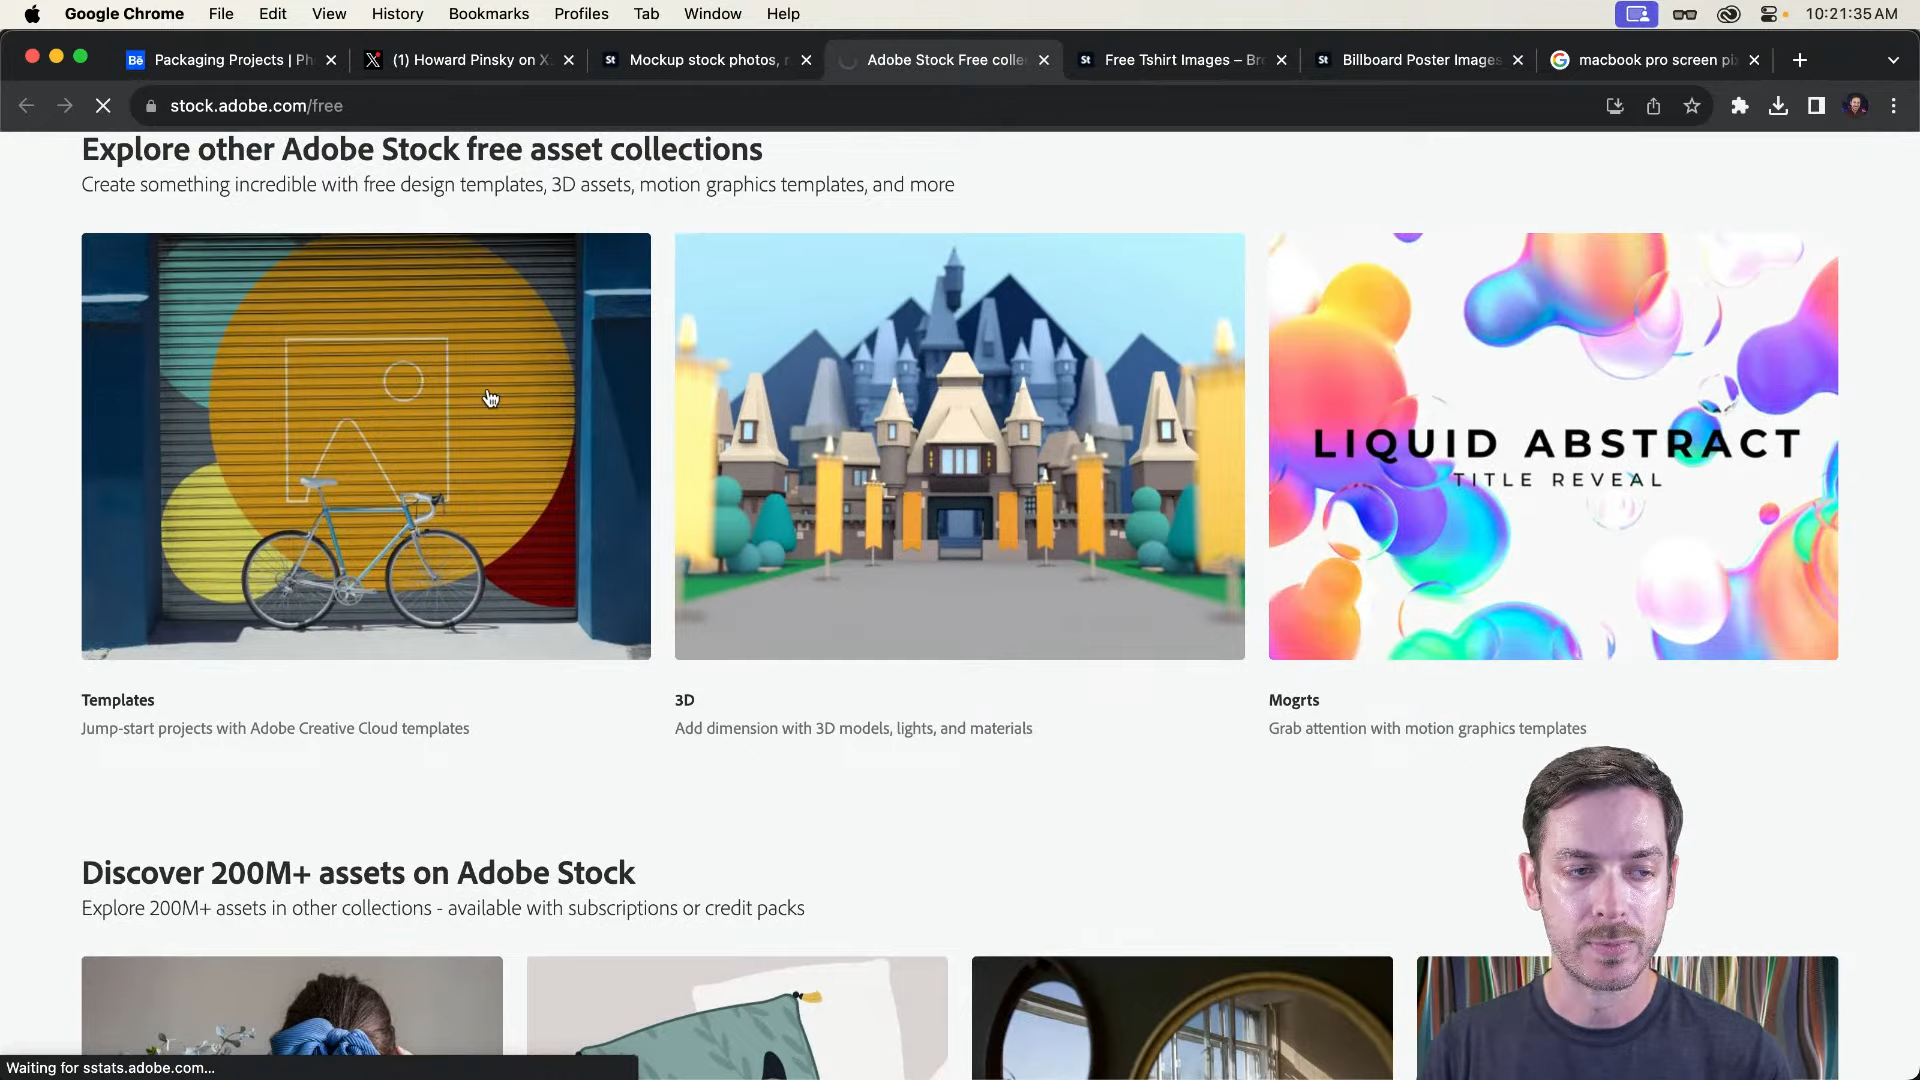 Google Chrome File Edit View History Bookmarks Profiles Tab Window Help 10:21:35 AM
Bē Packaging Projects | Ph (1) Howard Pinsky on X St Mockup stock photos, r Adobe Stock Free colle St Free Tshirt Images – Br St Billboard Poster Images macbook pro screen pi
stock.adobe.com/free
Explore other Adobe Stock free asset collections
Create something incredible with free design templates, 3D assets, motion graphics templates, and more
LIQUID ABSTRACT
TITLE REVEAL
Templates
Jump-start projects with Adobe Creative Cloud templates
3D
Add dimension with 3D models, lights, and materials
Mogrts
Grab attention with motion graphics templates
Discover 200M+ assets on Adobe Stock
Explore 200M+ assets in other collections - available with subscriptions or credit packs
Waiting for sstats.adobe.com...